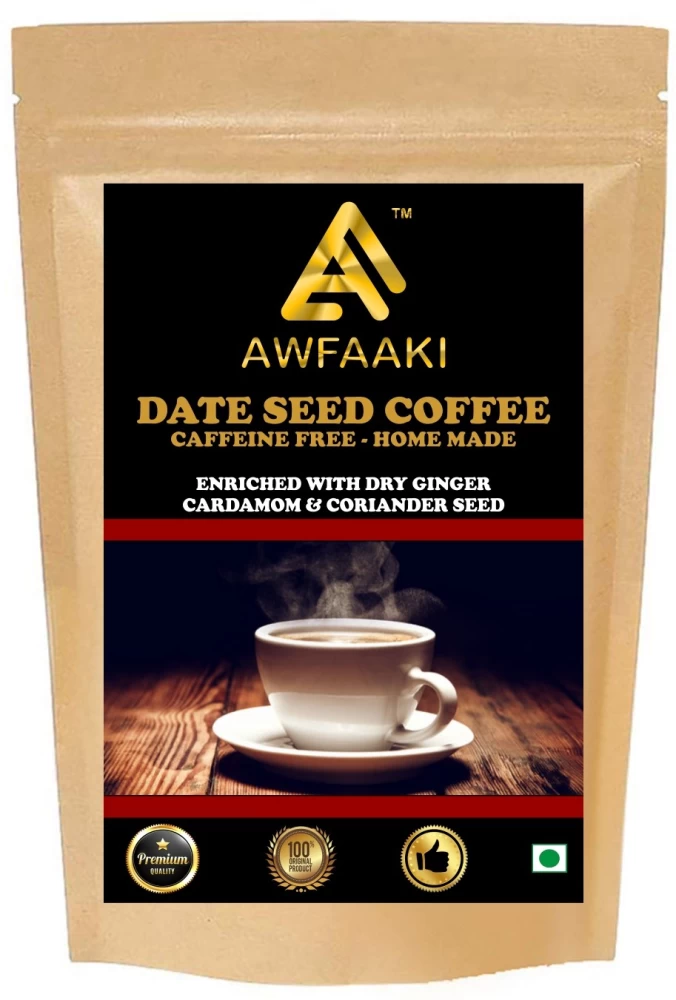 TM
AWFAAKI
DATE SEED COFFEE
CAFFEINE FREE - HOME MADE
ENRICHED WITH DRY GINGER
CARDAMOM & CORIANDER SEED
Premium
QUALITY
100%
ORIGINAL
PRODUCT